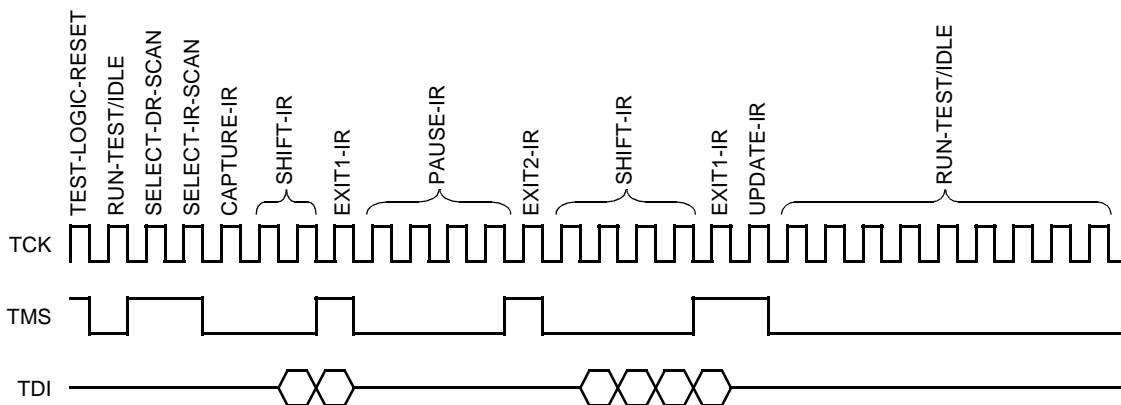 TEST-LOGIC-RESET
RUN-TEST/IDLE
SELECT-DR-SCAN
SELECT-IR-SCAN
CAPTURE-IR
SHIFT-IR
EXIT1-IR
PAUSE-IR
EXIT2-IR
SHIFT-IR
EXIT1-IR
UPDATE-IR
RUN-TEST/IDLE
TCK
TMS
TDI